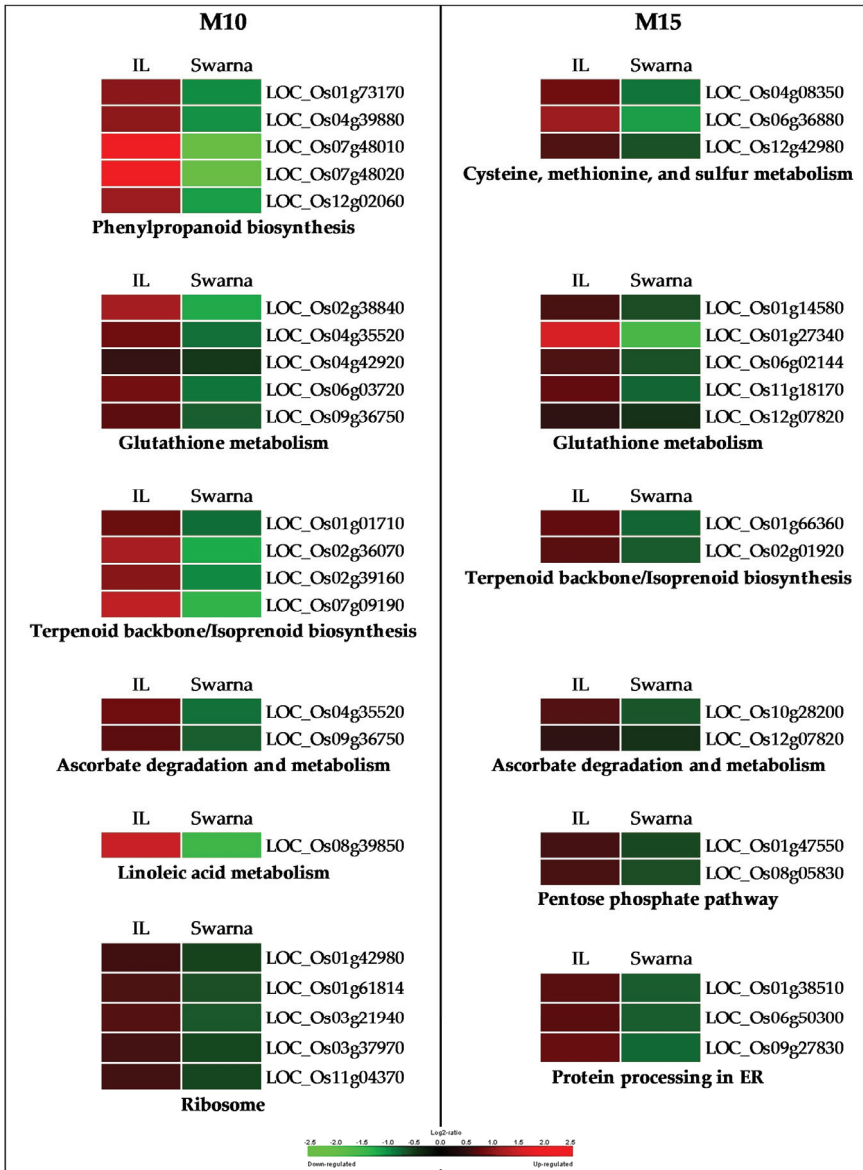 M10
IL Swarna
LOC_Os01g73170
LOC_Os04g39880
LOC_Os07g48010
LOC_Os07g48020
LOC_Os12g02060
Phenylpropanoid biosynthesis
IL Swarna
LOC_Os02g38840
LOC_Os04g35520
LOC_Os04g42920
LOC_Os06g03720
LOC_Os09g36750
Glutathione metabolism
IL Swarna
LOC_Os01g01710
LOC_Os02g36070
LOC_Os02g39160
LOC_Os07g09190
Terpenoid backbone/Isoprenoid biosynthesis
IL Swarna
LOC_Os04g35520
LOC_Os09g36750
Ascorbate degradation and metabolism
IL Swarna
LOC_Os08g39850
Linoleic acid metabolism
IL Swarna
LOC_Os01g42980
LOC_Os01g61814
LOC_Os03g21940
LOC_Os03g37970
LOC_Os11g04370
Ribosome
M15
IL Swarna
LOC_Os04g08350
LOC_Os06g36880
LOC_Os12g42980
Cysteine, methionine, and sulfur metabolism
IL Swarna
LOC_Os01g14580
LOC_Os01g27340
LOC_Os06g02144
LOC_Os11g18170
LOC_Os12g07820
Glutathione metabolism
IL Swarna
LOC_Os01g66360
LOC_Os02g01920
Terpenoid backbone/Isoprenoid biosynthesis
IL Swarna
LOC_Os10g28200
LOC_Os12g07820
Ascorbate degradation and metabolism
IL Swarna
LOC_Os01g47550
LOC_Os08g05830
Pentose phosphate pathway
IL Swarna
LOC_Os01g38510
LOC_Os06g50300
LOC_Os09g27830
Protein processing in ER
Log2-ratio
-2.5 -2.0 -1.5 -1.0 -0.5 0.0 0.5 1.0 1.5 2.0 2.5
Down-regulated Up-regulated